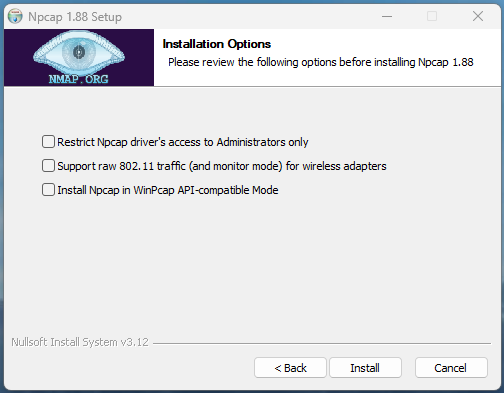 Npcap 1.88 Setup
Installation Options
Please review the following options before installing Npcap 1.88
NMAP.ORG
Restrict Npcap driver's access to Administrators only
Support raw 802.11 traffic (and monitor mode) for wireless adapters
Install Npcap in WinPcap API-compatible Mode
Nullsoft Install System v3.12
< Back
Install
Cancel